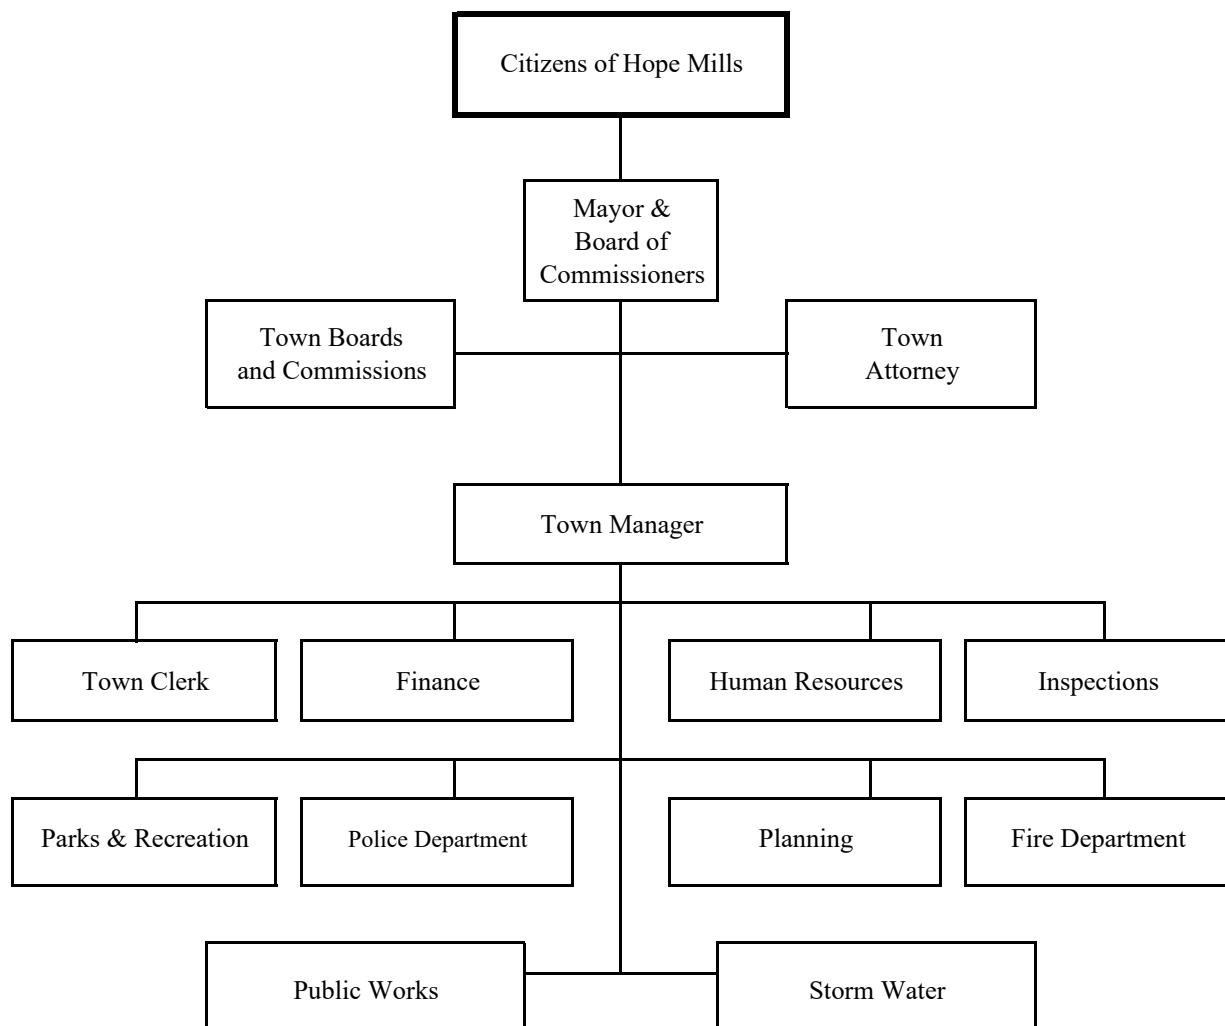 Citizens of Hope Mills
Mayor &
Board of
Commissioners
Town Boards
and Commissions
Town
Attorney
Town Manager
Town Clerk
Finance
Human Resources
Inspections
Parks & Recreation
Police Department
Planning
Fire Department
Public Works
Storm Water